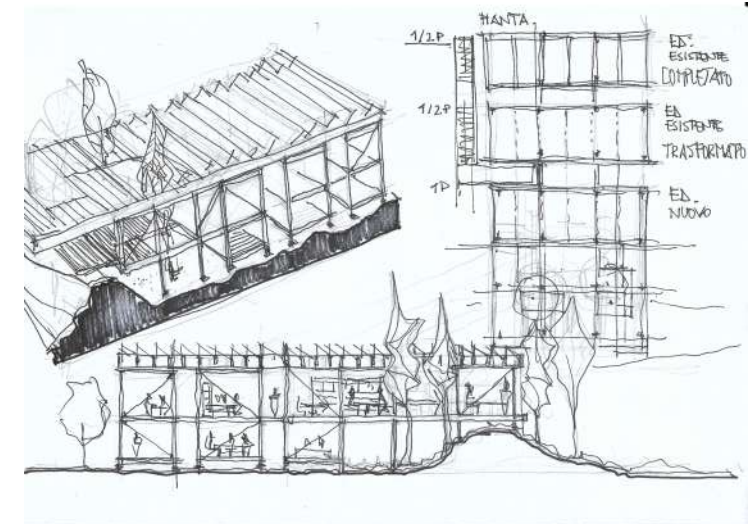 PIANTA.
1/2P
ED.
ESISTENTE
COMPLETATO
1/2P
ED
ESISTENTE
TRASFORMATO
1P
ED.
NUOVO